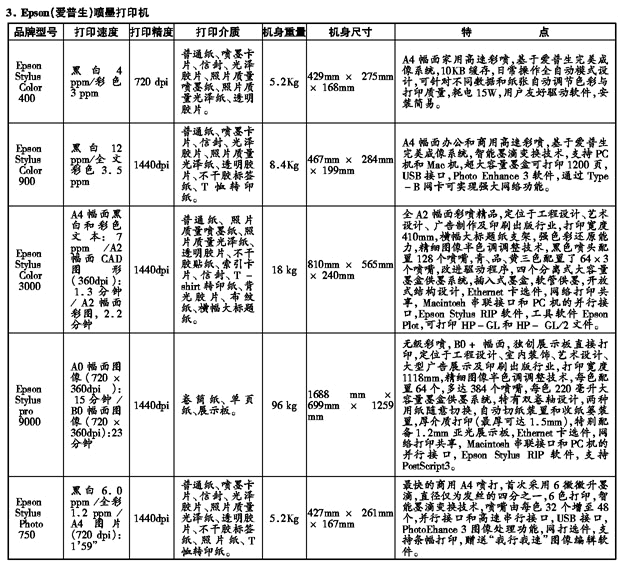 3. Epson(爱普生)喷墨打印机
品牌型号 打印速度 打印精度 打印介质 机身重量 机身尺寸 特 点
Epson
Stylus
Color
400
黑白 4
ppm/彩色
3 ppm
720 dpi
普通纸、喷墨卡
片、信封、光泽
胶片、照片质量
喷墨纸、照片质
量光泽纸、透明
胶片。
5.2Kg
429mm × 275mm
× 168mm
A4 幅面家用高速彩喷,基于爱普生完美成
像系统,10KB 缓存,日常操作全自动模式设
计,可针对不同数据和纸张自动调节色彩与
打印质量,耗电 15W,用户友好驱动软件,安
装简易。
Epson
Stylus
Color
900
黑白 12
ppm/全文
彩色 3.5
ppm
1440dpi
普通纸、喷墨卡
片、信封、光泽
胶片、照片质量
光泽纸、透明胶
片、不干胶标签
纸、T 恤转印
纸。
8.4Kg
467mm × 284mm
× 199mm
A4 幅面办公和商用高速彩喷,基于爱普生
完美成像系统,智能墨滴变换技术,支持 PC
机和 Mac 机,超大容量墨盒可打印 1200 页,
USB 接口,Photo Enhance 3 软件,通过 Type
-B 网卡可实现强大网络功能。
Epson
Stylus
Color
3000
A4 幅面黑
白和彩色
文本: 7
ppm /A2
幅面 CAD
图形
(360dpi):
1.3 分钟
/ A2 幅面
彩图,2.2
分钟
1440dpi
普通纸、照片
质量喷墨纸、照
片质量光泽纸、
透明胶片、不干
胶贴纸、索引卡
片、信封、T-
shirt 转印纸、背
光胶片、布纹
纸、横幅大标题
纸。
18 kg
810mm × 565mm
× 240mm
全 A2 幅面彩喷精品,定位于工程设计、艺术
设计、广告制作及印刷出版行业,打印宽度
410mm,横幅大标题纸支架,强色彩还原能
力,精细图像半色调调整技术,黑色喷头配
置 128 个喷嘴,青、品、黄三色配置了 64×3
个喷嘴,改进驱动程序,四个分离式大容量
墨盒供墨系统,插入式墨盒,软管供墨,开放
式结构设计,Ethernet 卡选件,网络打印共
享, Macintosh 串联接口和 PC 机的并行接
口,Epson Stylus RIP 软件,工具软件 Epson
Plot,可打印 HP-GL 和 HP- GL/2 文件。
Epson
Stylus
pro
9000
A0 幅面图
像(720 ×
360dpi ):
15 分钟 /
B0 幅面图
像(720 ×
360dpi):23
分钟
1440dpi
卷筒纸、单页
纸、展示板。
96 kg
1688 mm ×
699mm × 1259
mm
无级彩喷,B0+ 幅面,独创展示板直接打
印,定位于工程设计、室内装饰、艺术设计、
大型广告展示及印刷出版行业,打印宽度
1118mm,精细图像半色调调整技术,每色配
置 64 个,多达 384 个喷嘴,每色 220 毫升大
容量墨盒供墨系统,特有双卷轴设计,两种
用纸随意切换,自动切纸装置和收纸篓装
置,厚介质打印(最厚可达 1.5mm),特别配
备 1.2mm 亚光展示板,Ethernet 卡选件,网
络打印共享, Macintosh 串联接口和 PC 机的
并行接口,Epson Stylus RIP 软件,支持
PostScript3。
Epson
Stylus
Photo
750
黑白 6.0
ppm /全彩
1.2 ppm /
A4 图片
(720 dpi):
1′59″
1440dpi
普通纸、喷墨卡
片、信封、光泽
胶片、照片质量
光泽纸、透明胶
片、不干胶标签
纸、照片纸、T
恤转印纸。
5.2Kg
427mm × 261mm
× 167mm
最快的商用 A4 喷打,首次采用 6 微微升墨
滴,直径仅为发丝的四分之一,6 色打印,智
能墨滴变换技术,喷嘴由每色 32 个增至 48
个,并行接口和高速串行接口,USB 接口,
PhotoEhance 3 图像处理功能,网打选件,支
持条幅打印,赠送“我行我速”图像编辑软
件。